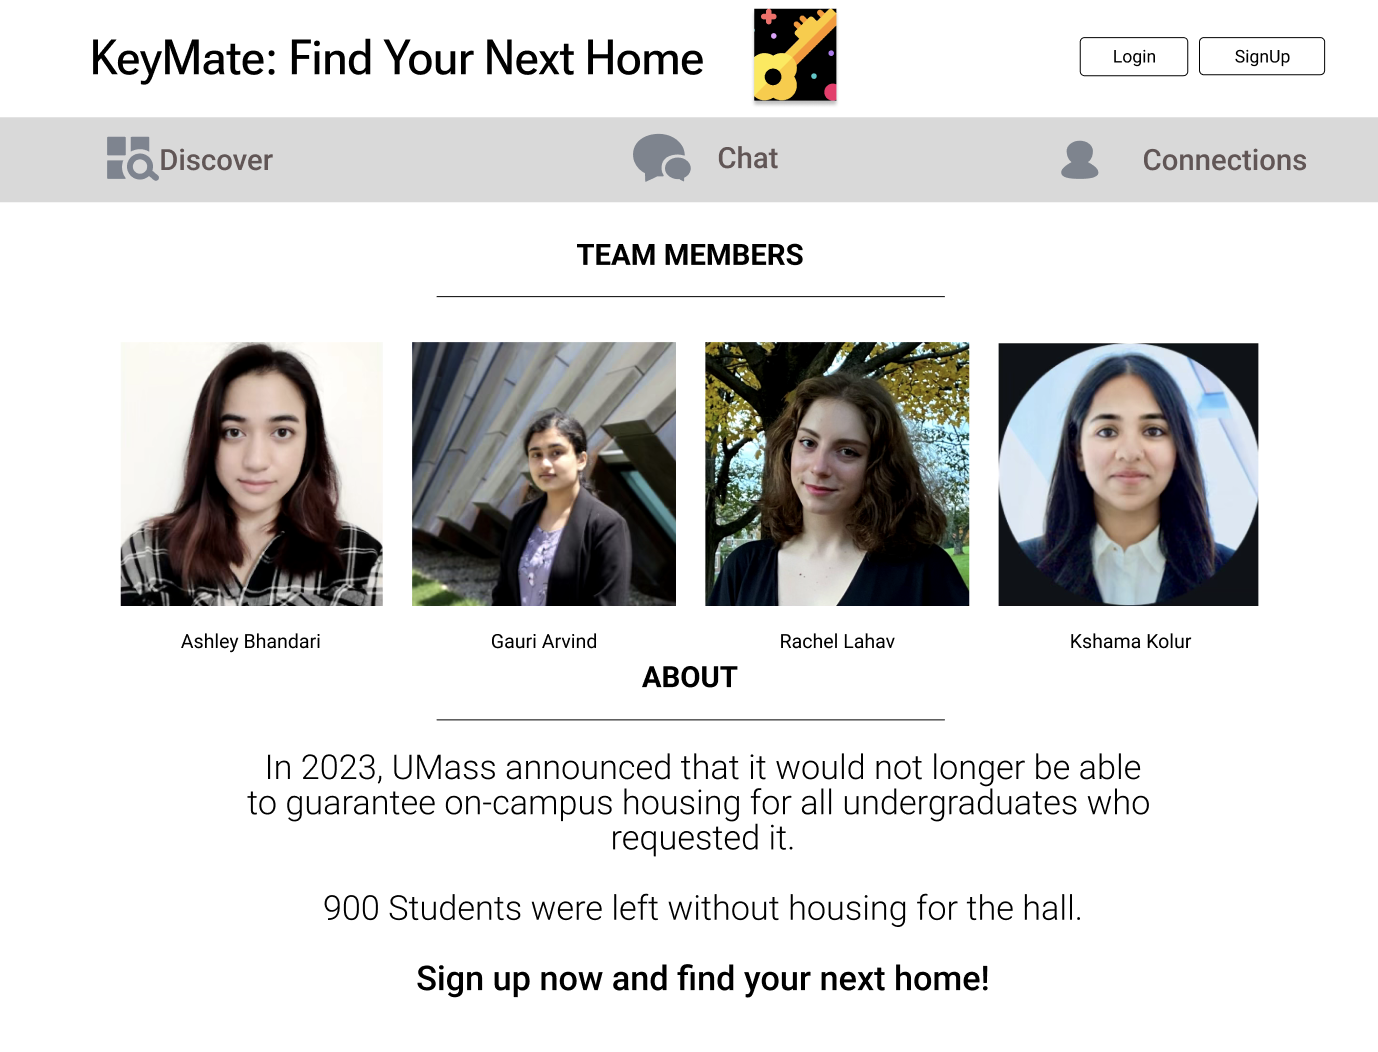 KeyMate: Find Your Next Home
Login
SignUp
Discover
Chat
Connections
TEAM MEMBERS
Ashley Bhandari
Gauri Arvind
Rachel Lahav
Kshama Kolur
ABOUT
In 2023, UMass announced that it would not longer be able
to guarantee on-campus housing for all undergraduates who
requested it.
900 Students were left without housing for the hall.
Sign up now and find your next home!